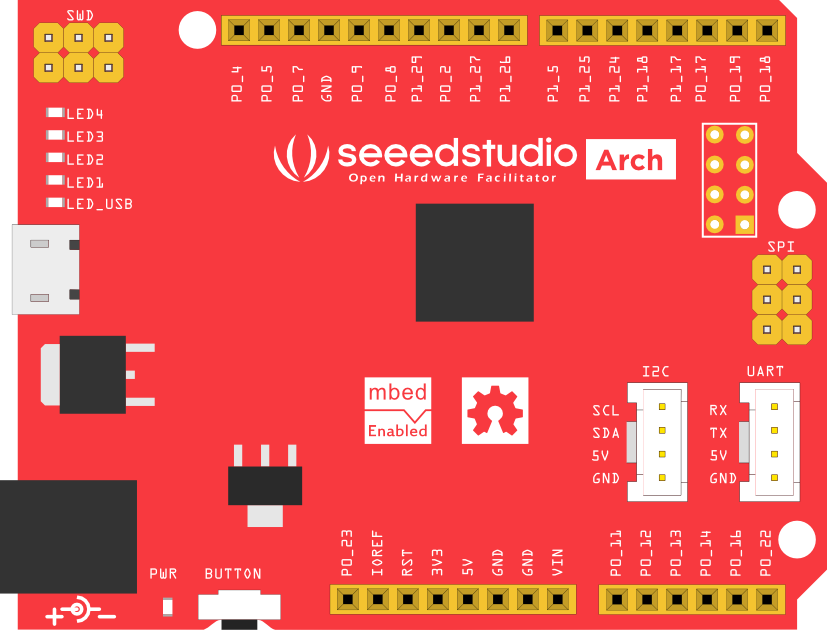 SWD
P0_4 P0_5 P0_7 GND P0_9 P0_8 P1_29 P0_2 P1_27 P1_26
P1_5 P1_25 P1_24 P1_18 P1_17 P0_17 P0_19 P0_18
LED4
LED3
LED2
LED1
LED_USB
seeedstudio Arch
Open Hardware Facilitator
SPI
mbed
Enabled
I2C
SCL
SDA
5V
GND
UART
RX
TX
5V
GND
PWR
BUTTON
P0_23 IOREF RST 3V3 5V GND GND VIN
P0_11 P0_12 P0_13 P0_14 P0_16 P0_22
+ -